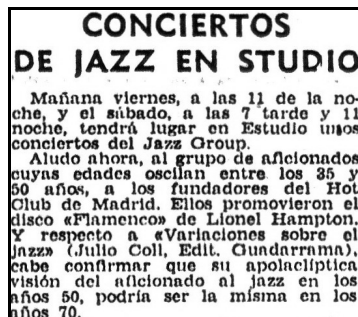 CONCIERTOS
DE JAZZ EN STUDIO
Mañana viernes, a las 11 de la no-
che, y el sábado, a las 7 tarde y 11
noche, tendrá lugar en Estudio unos
conciertos del Jazz Group.
Aludo ahora, al grupo de aficionados
cuyas edades oscilan entre los 35 y
50 años, a los fundadores del Hot
Club de Madrid. Ellos promovieron el
disco «Flamenco» de Lionel Hampton.
Y respecto a «Variaciones sobre el
jazz» (Julio Coll, Edit. Guadarrama),
cabe confirmar que su apolaclíptica
visión del aficionado al jazz en los
años 50, podría ser la misma en los
años 70.